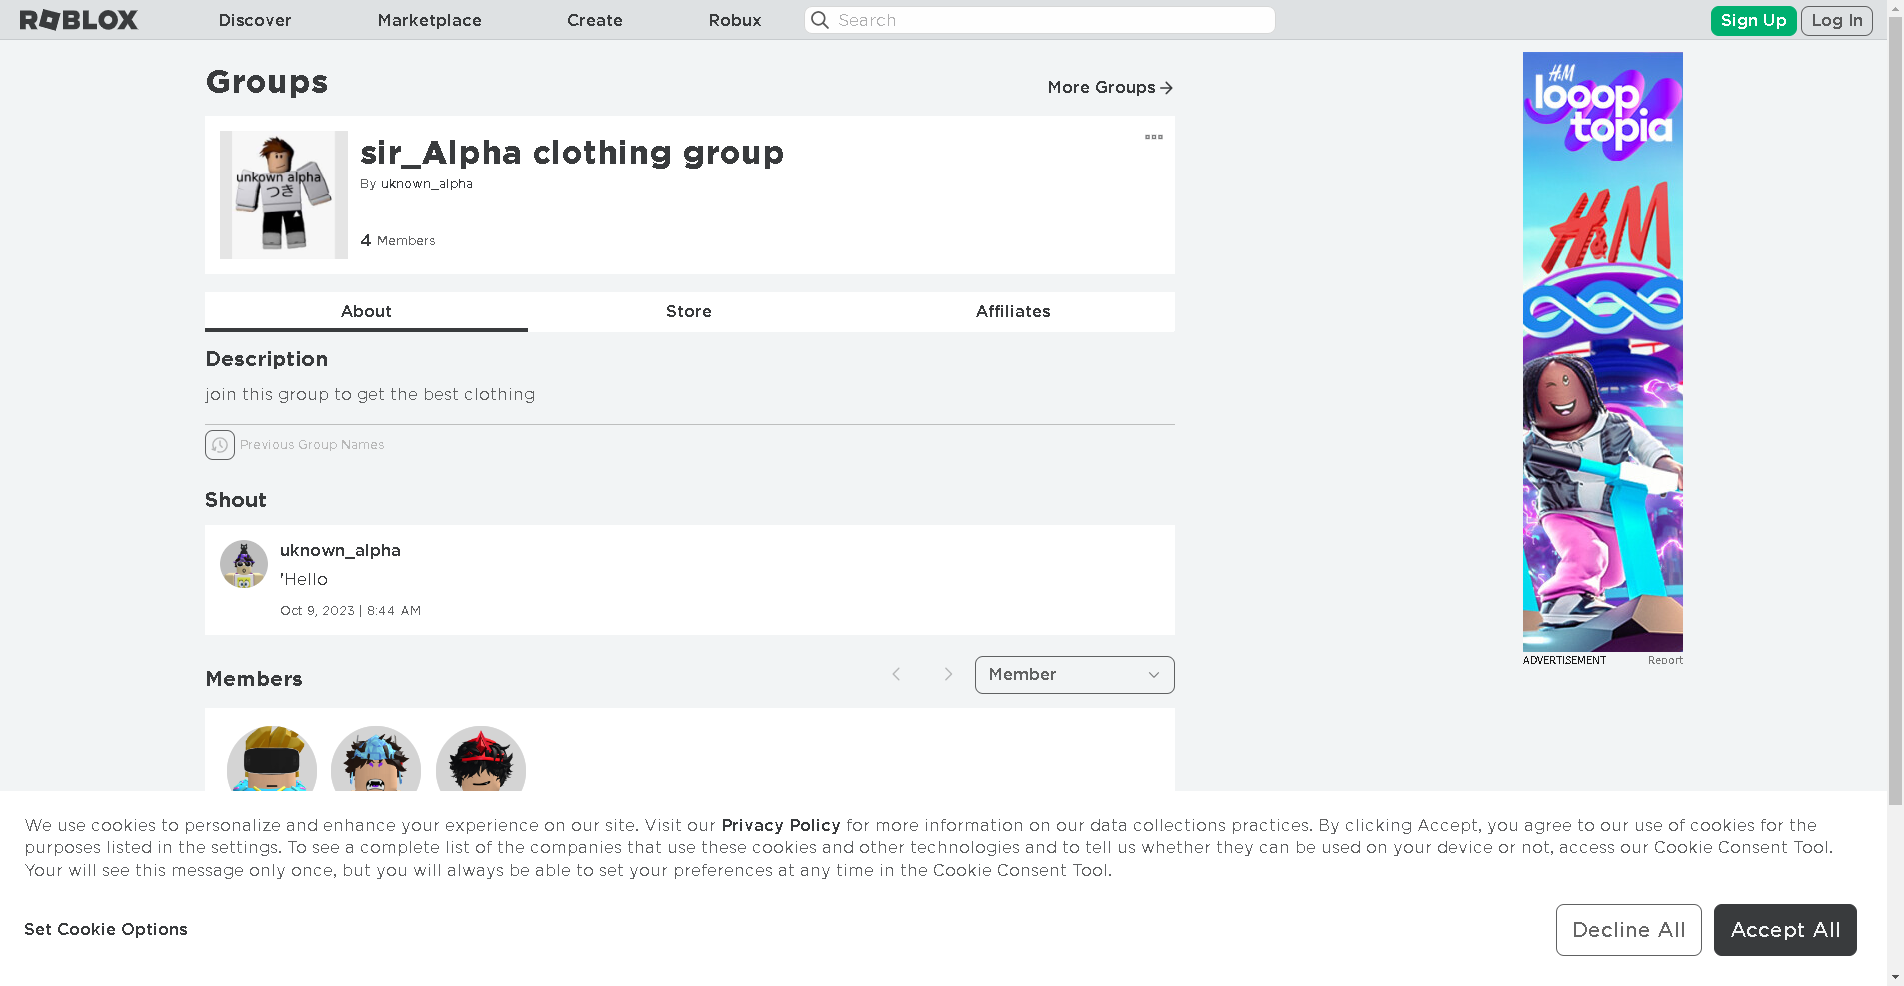 ROBLOX Discover Marketplace Create Robux Search Sign Up Log In
Groups
More Groups
unkown alpha
つき
sir_Alpha clothing group
By uknown_alpha
4 Members
About Store Affiliates
Description
join this group to get the best clothing
Previous Group Names
Shout
uknown_alpha
'Hello
Oct 9, 2023 | 8:44 AM
Members
Member
H&M
looop
topia
H&M
ADVERTISEMENT Report
We use cookies to personalize and enhance your experience on our site. Visit our Privacy Policy for more information on our data collections practices. By clicking Accept, you agree to our use of cookies for the
purposes listed in the settings. To see a complete list of the companies that use these cookies and other technologies and to tell us whether they can be used on your device or not, access our Cookie Consent Tool.
Your will see this message only once, but you will always be able to set your preferences at any time in the Cookie Consent Tool.
Set Cookie Options
Decline All Accept All